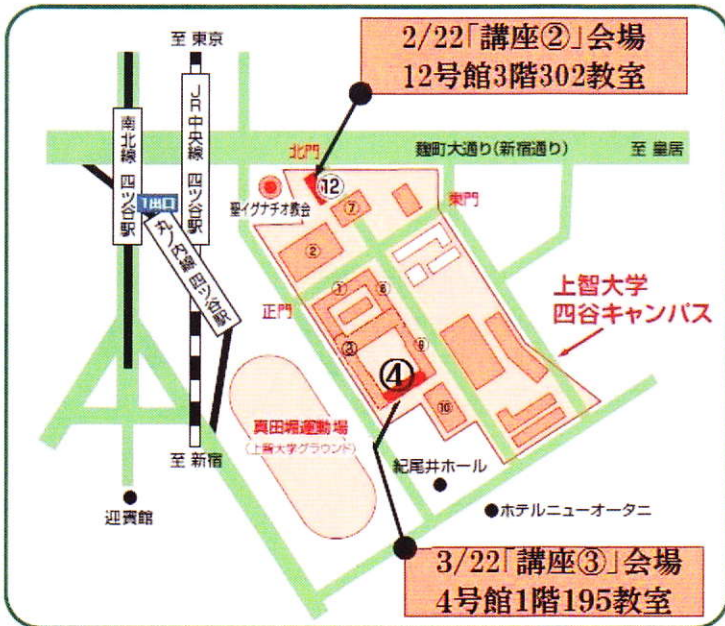 2/22「講座②」会場
12号館3階302教室
至 東京
JR中央線 四ツ谷駅
南北線 四ツ谷駅
1出口
丸ノ内線 四ツ谷駅
北門
麹町大通り(新宿通り)
至 皇居
聖イグナチオ教会
⑫
⑦
東門
②
上智大学
四谷キャンパス
正門
①
⑧
③
⑨
④
⑩
真田堀運動場
(上智大学グラウンド)
至 新宿
紀尾井ホール
迎賓館
ホテルニューオータニ
3/22「講座③」会場
4号館1階195教室